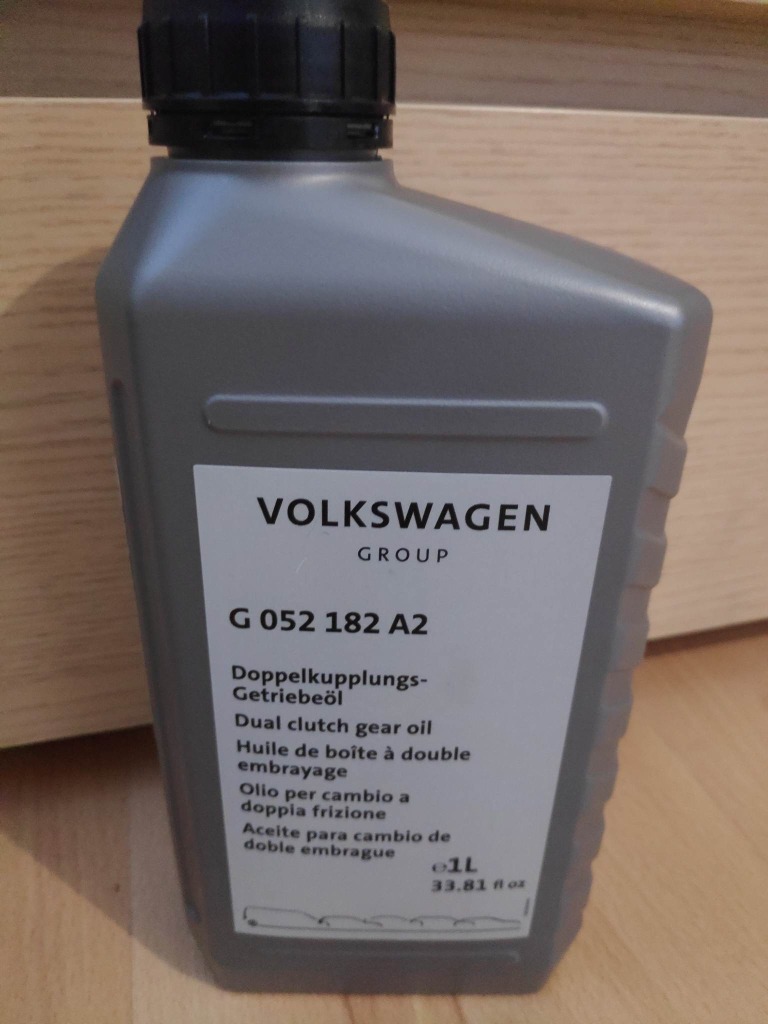 VOLKSWAGEN
GROUP
G 052 182 A2
Doppelkupplungs-
Getriebeöl
Dual clutch gear oil
Huile de boîte à double
embrayage
Olio per cambio a
doppia frizione
Aceite para cambio de
doble embrague
℮1L
33.81 fl oz